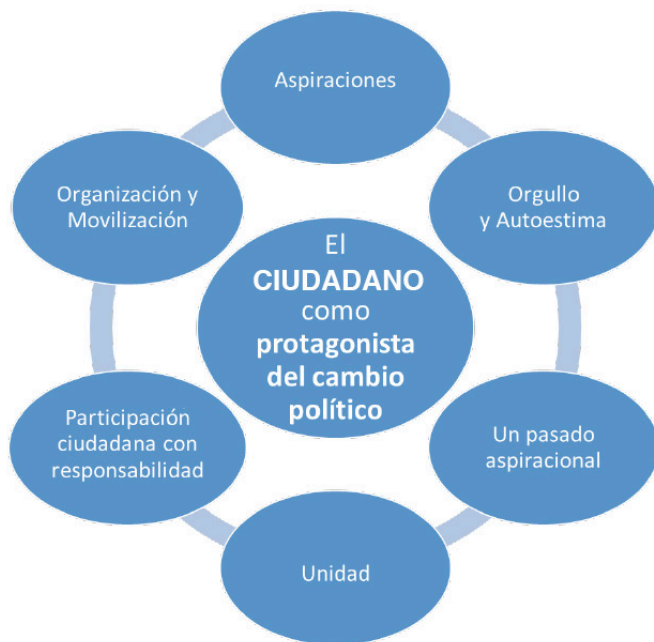 Aspiraciones
Organización y
Movilización
Orgullo
y Autoestima
El
CIUDADANO
como
protagonista
del cambio
político
Participación
ciudadana con
responsabilidad
Un pasado
aspiracional
Unidad